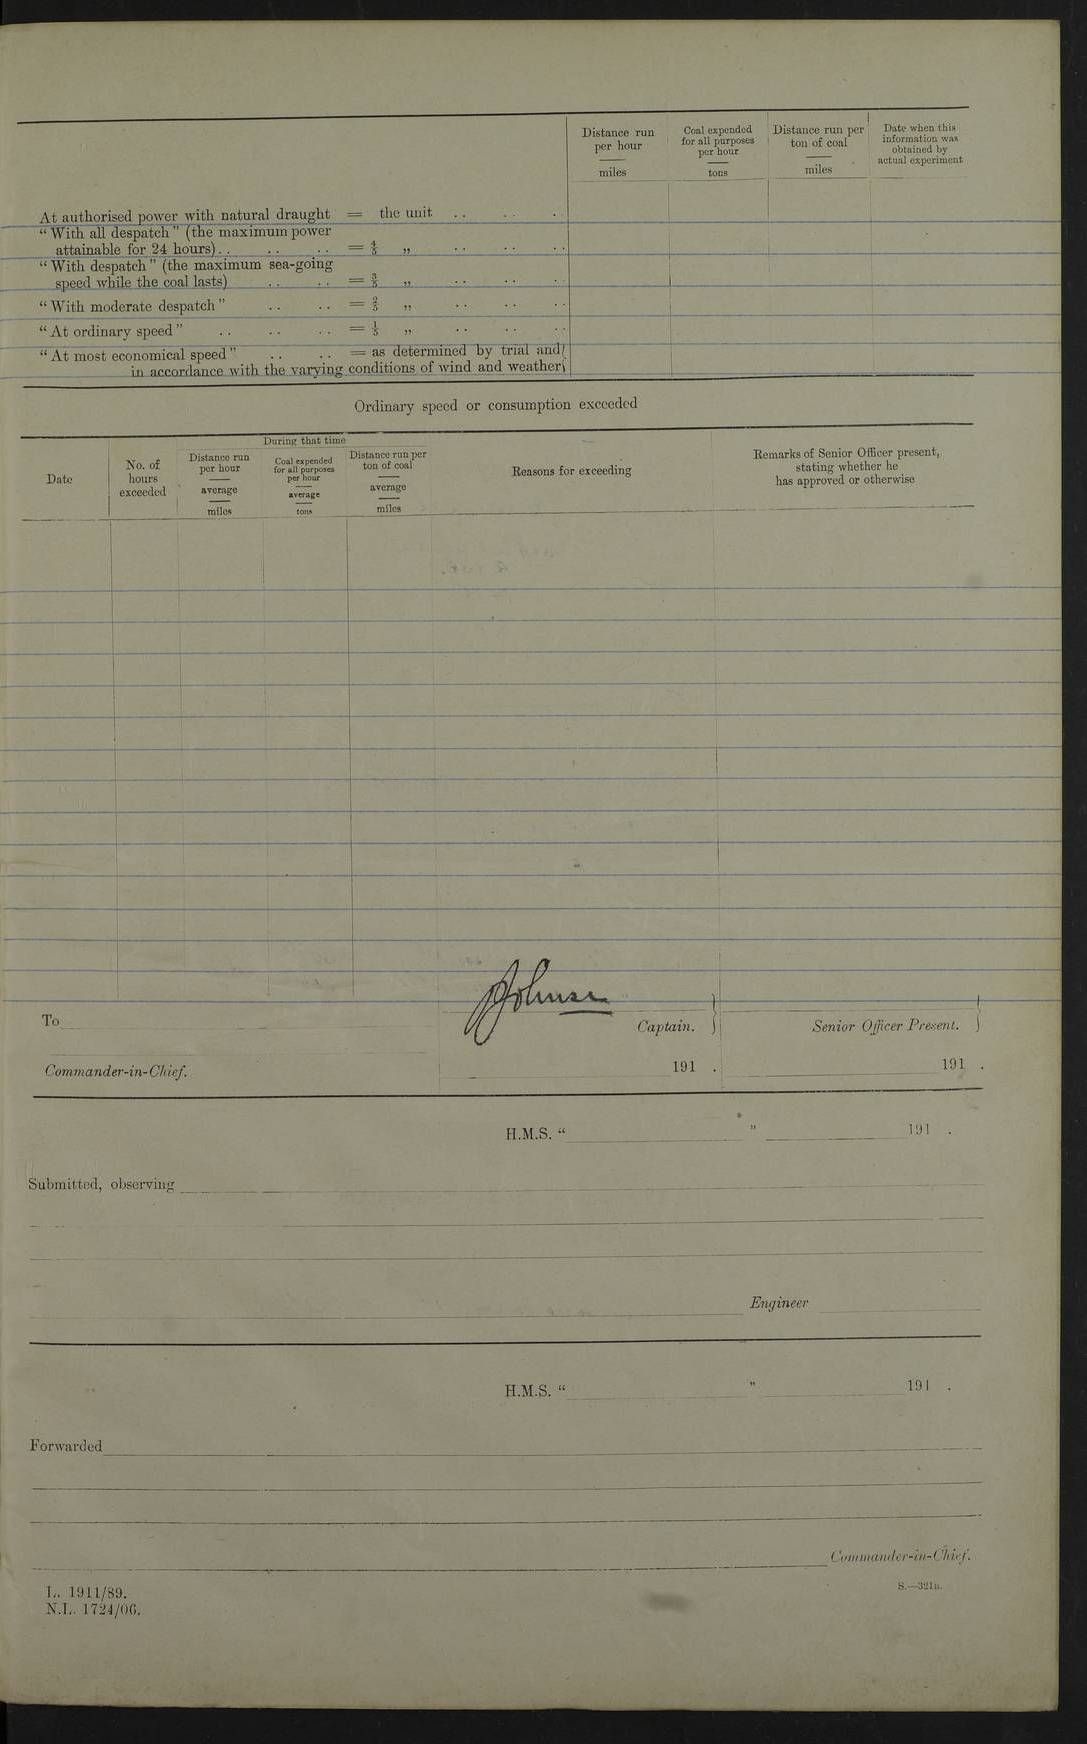 Distance run per hour miles
Coal expended for all purposes per hour tons
Distance run per ton of coal miles
Date when this information was obtained by actual experiment
At authorised power with natural draught = the unit .. .. ..
“With all despatch” (the maximum power
attainable for 24 hours) .. .. .. = 4/5 „ .. .. ..
“With despatch” (the maximum sea-going
speed while the coal lasts) .. .. = 3/5 „ .. .. ..
“With moderate despatch” .. .. = 2/5 „ .. .. ..
“At ordinary speed” .. .. .. = 1/5 „ .. .. ..
“At most economical speed” .. .. = as determined by trial and
in accordance with the varying conditions of wind and weather
Ordinary speed or consumption exceeded
During that time
Date
No. of hours exceeded
Distance run per hour average miles
Coal expended for all purposes per hour average tons
Distance run per ton of coal average miles
Reasons for exceeding
Remarks of Senior Officer present, stating whether he has approved or otherwise
To
Captain.
Senior Officer Present.
Commander-in-Chief.
191 .
191 .
H.M.S. “ ” 191 .
Submitted, observing
Engineer
H.M.S. “ ” 191 .
Forwarded
Commander-in-Chief.
L. 1911/89.
N.L. 1724/06.
S.—321B.